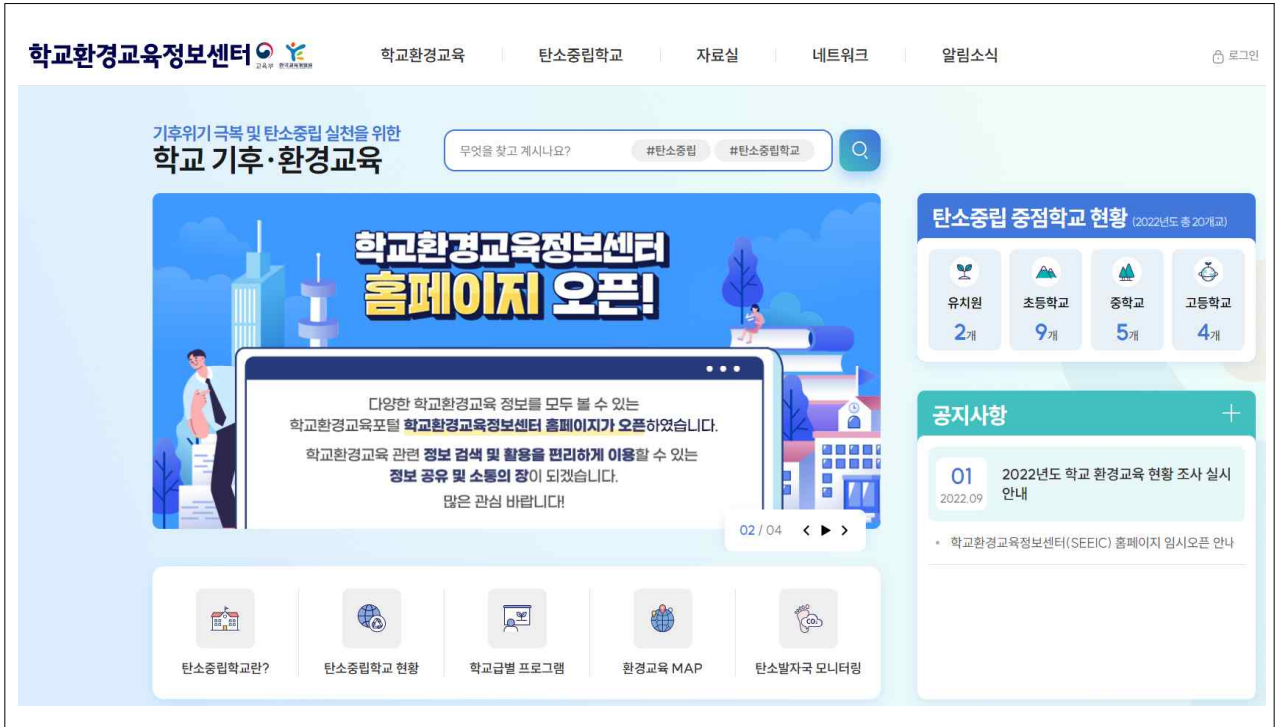 학교환경교육정보센터 교육부 한국교육개발원
학교환경교육 탄소중립학교 자료실 네트워크 알림소식 로그인
기후위기 극복 및 탄소중립 실천을 위한
학교 기후·환경교육
무엇을 찾고 계시나요? #탄소중립 #탄소중립학교
학교환경교육정보센터
홈페이지 오픈!
다양한 학교환경교육 정보를 모두 볼 수 있는
학교환경교육포털 학교환경교육정보센터 홈페이지가 오픈하였습니다.
학교환경교육 관련 정보 검색 및 활용을 편리하게 이용할 수 있는
정보 공유 및 소통의 장이 되겠습니다.
많은 관심 바랍니다!
02 / 04
탄소중립 중점학교 현황 (2022년도 총 20개교)
유치원 초등학교 중학교 고등학교
2개 9개 5개 4개
공지사항
01
2022.09
2022년도 학교 환경교육 현황 조사 실시
안내
학교환경교육정보센터(SEEIC) 홈페이지 임시오픈 안내
CO₂
탄소중립학교란? 탄소중립학교 현황 학교급별 프로그램 환경교육 MAP 탄소발자국 모니터링